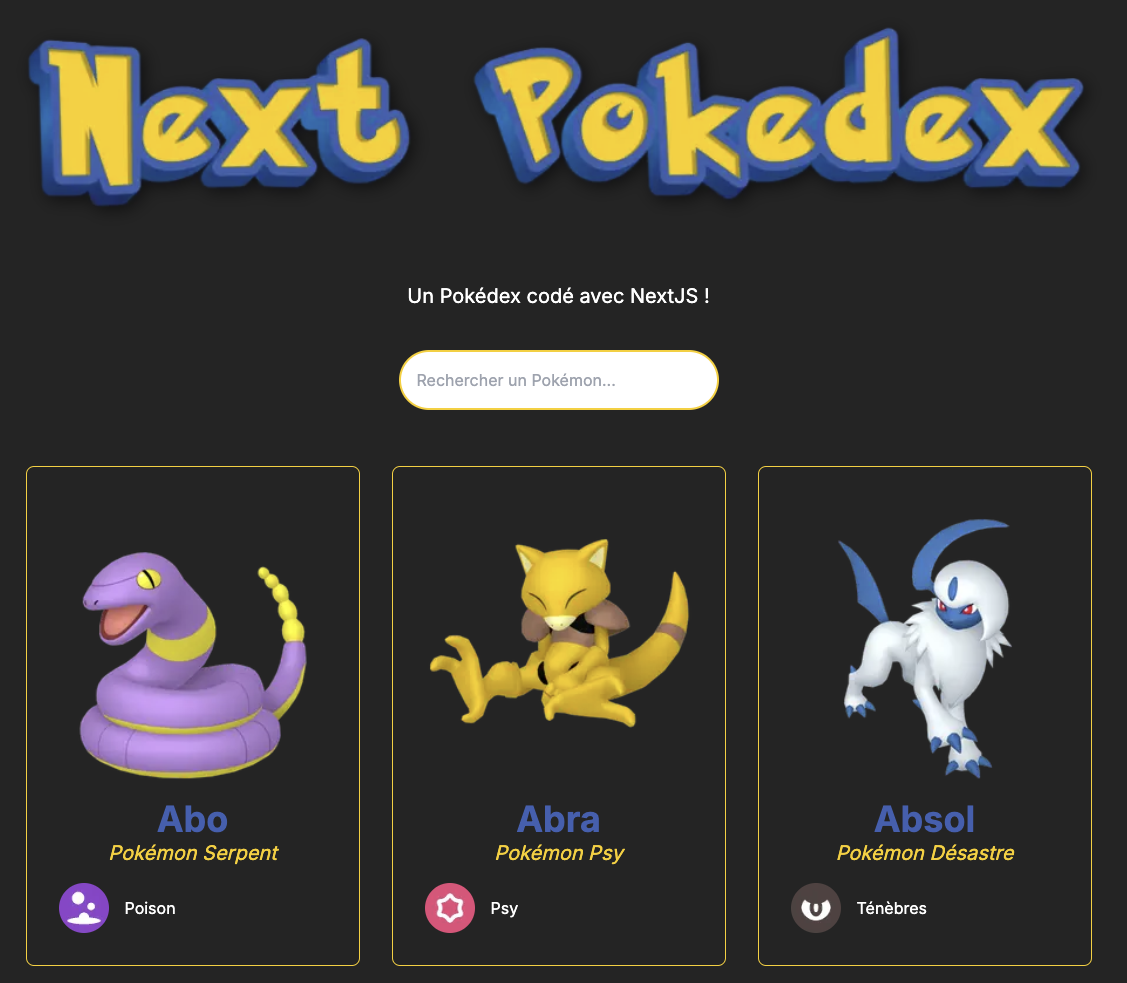 Next Pokedex
Un Pokédex codé avec NextJS !
Rechercher un Pokémon...
Abo
Pokémon Serpent
Poison
Abra
Pokémon Psy
Psy
Absol
Pokémon Désastre
Ténèbres